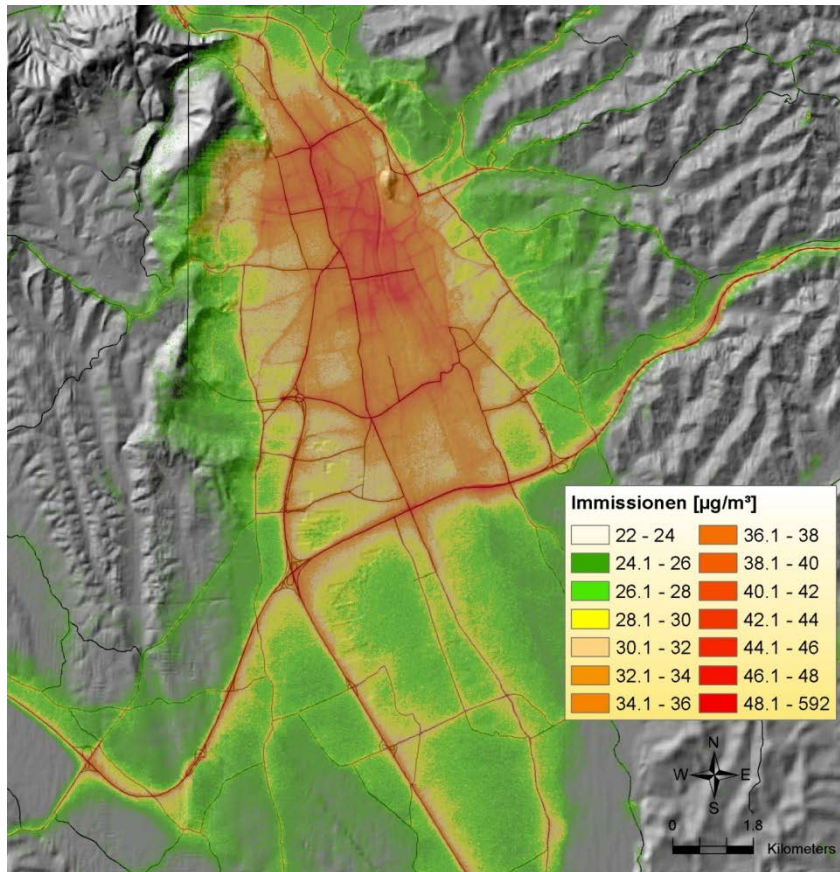 Immissionen [µg/m³]
22 - 24
24.1 - 26
26.1 - 28
28.1 - 30
30.1 - 32
32.1 - 34
34.1 - 36
36.1 - 38
38.1 - 40
40.1 - 42
42.1 - 44
44.1 - 46
46.1 - 48
48.1 - 592
N
W E
S
0 1.8
Kilometers